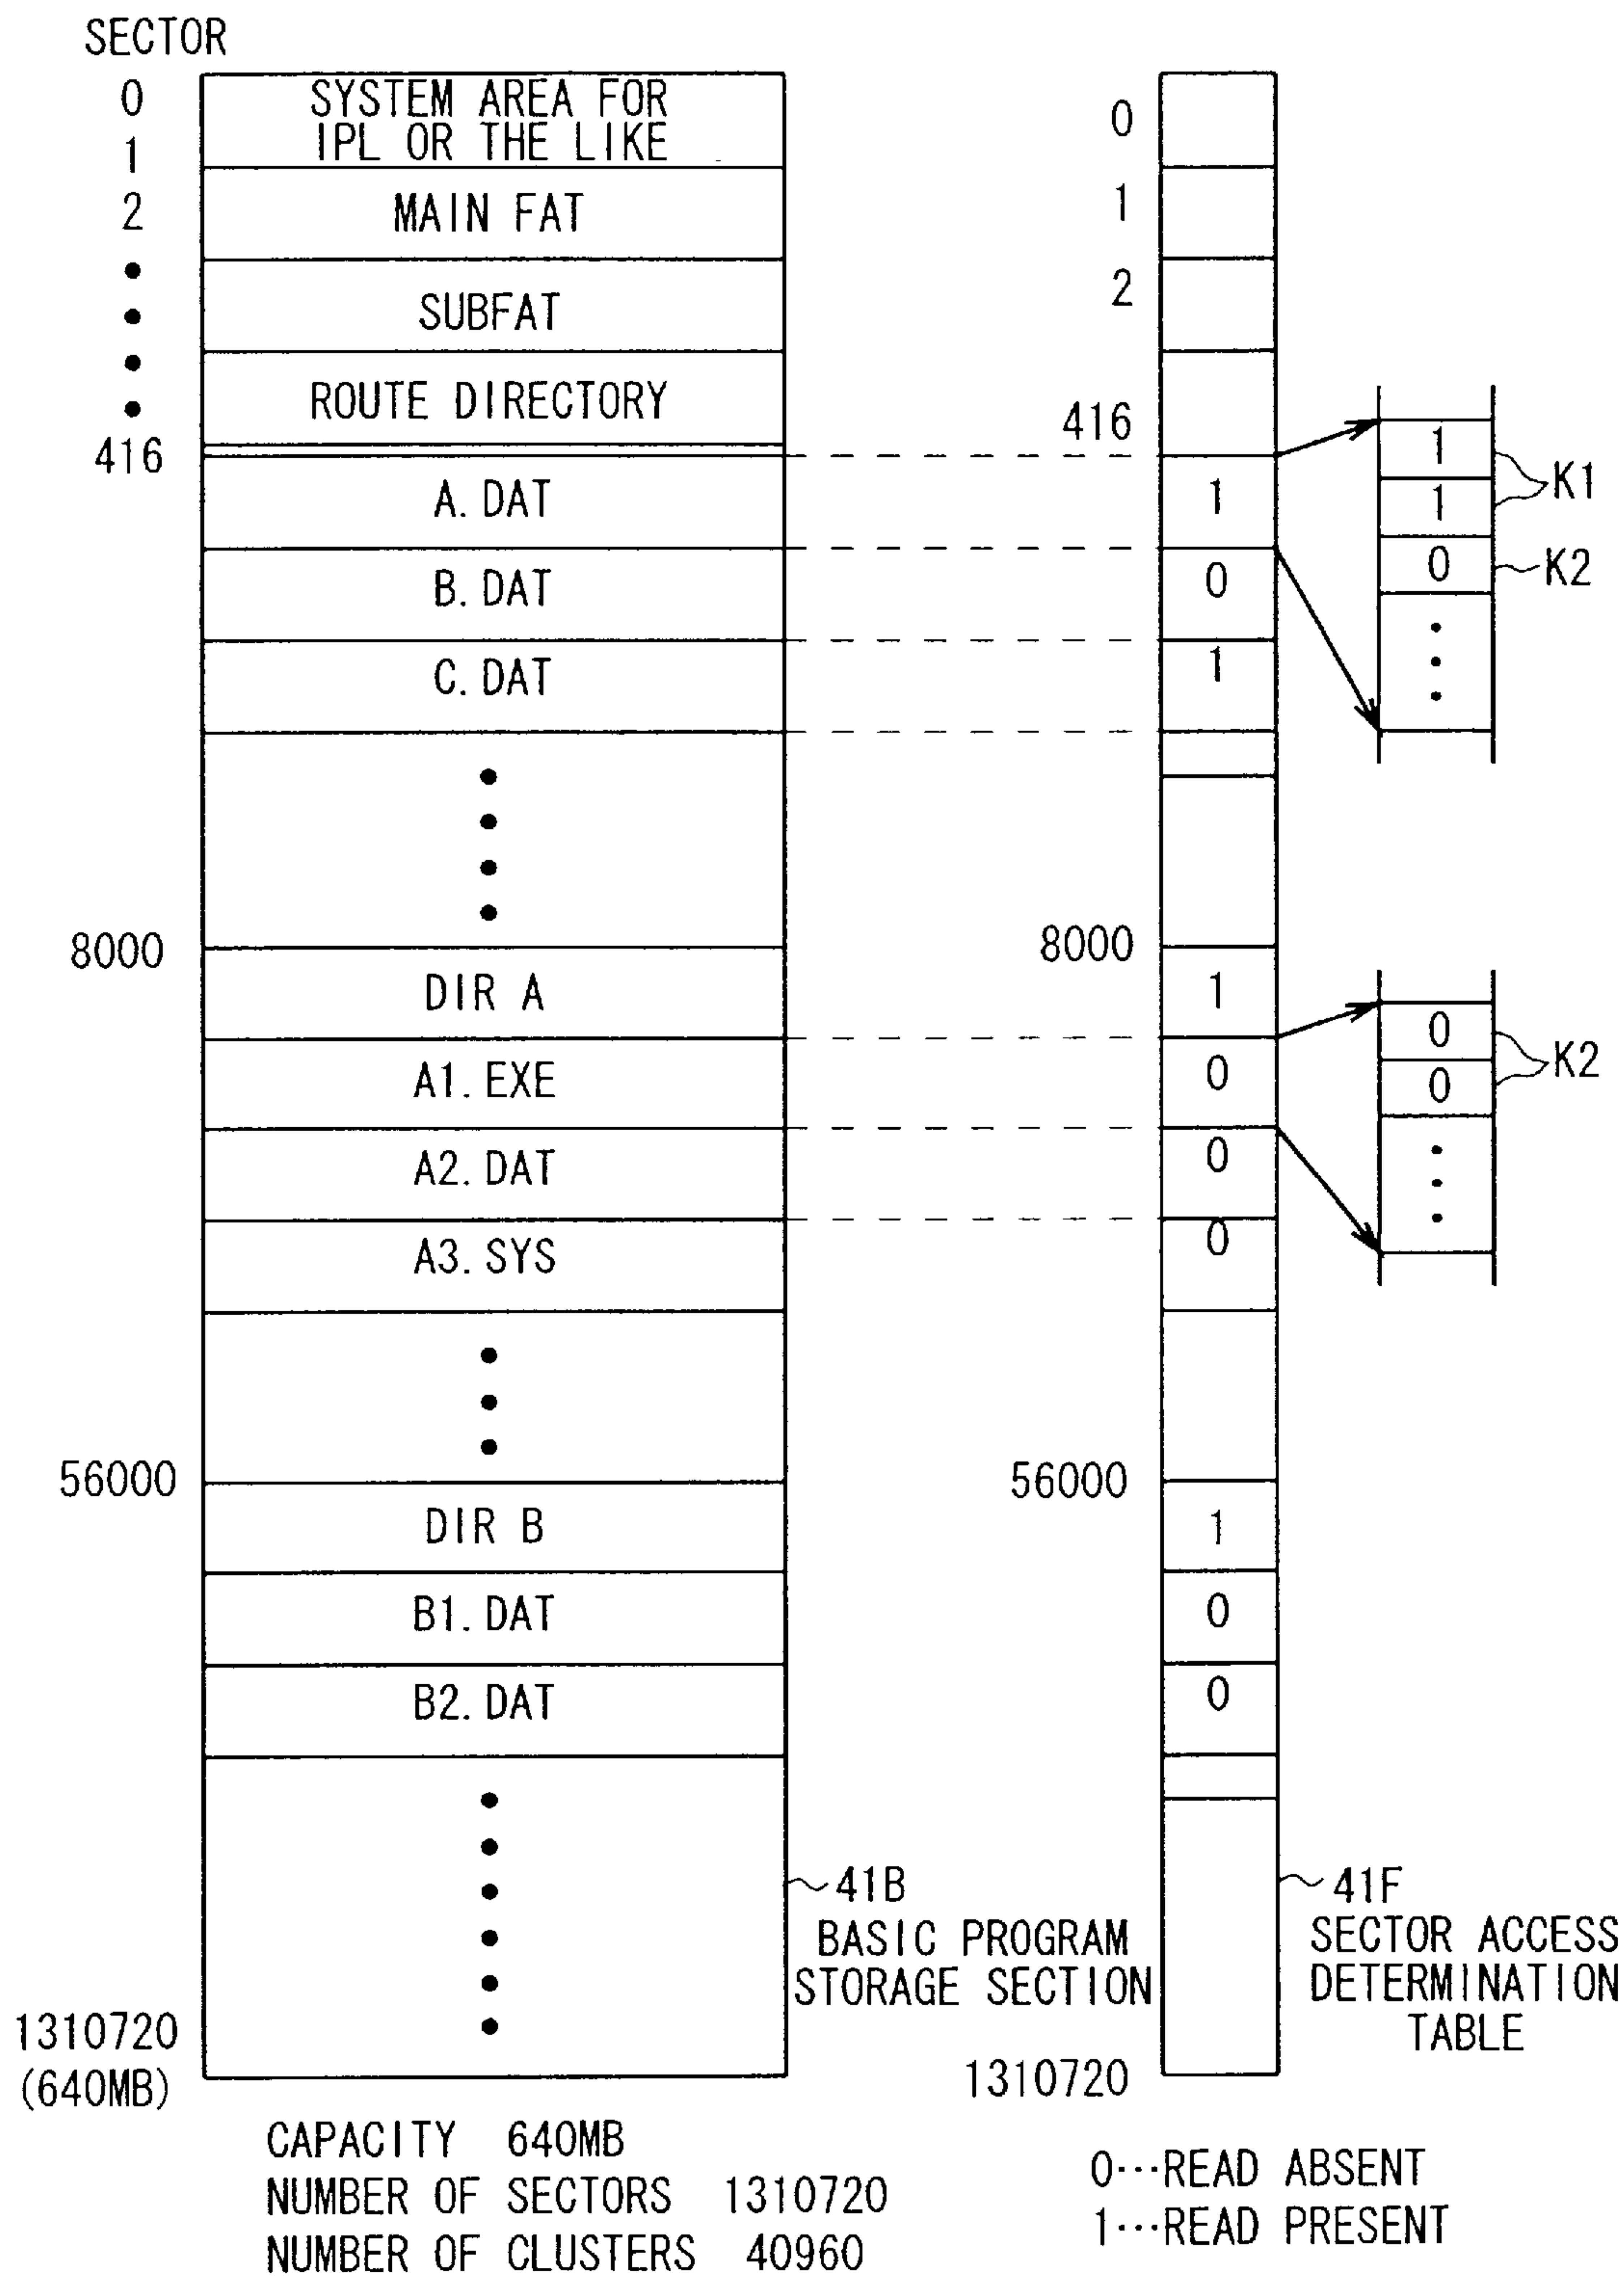 SECTOR
0
1
2
416
8000
56000
1310720
(640MB)
SYSTEM AREA FOR
IPL OR THE LIKE
MAIN FAT
SUBFAT
ROUTE DIRECTORY
A. DAT
B. DAT
C. DAT
DIR A
A1. EXE
A2. DAT
A3. SYS
DIR B
B1. DAT
B2. DAT
41B
BASIC PROGRAM
STORAGE SECTION
0
1
2
416
8000
56000
1310720
1
0
1
1
0
0
0
1
0
0
1
1
0
K1
K2
0
0
K2
41F
SECTOR ACCESS
DETERMINATION
TABLE
CAPACITY 640MB
NUMBER OF SECTORS 1310720
NUMBER OF CLUSTERS 40960
0···READ ABSENT
1···READ PRESENT